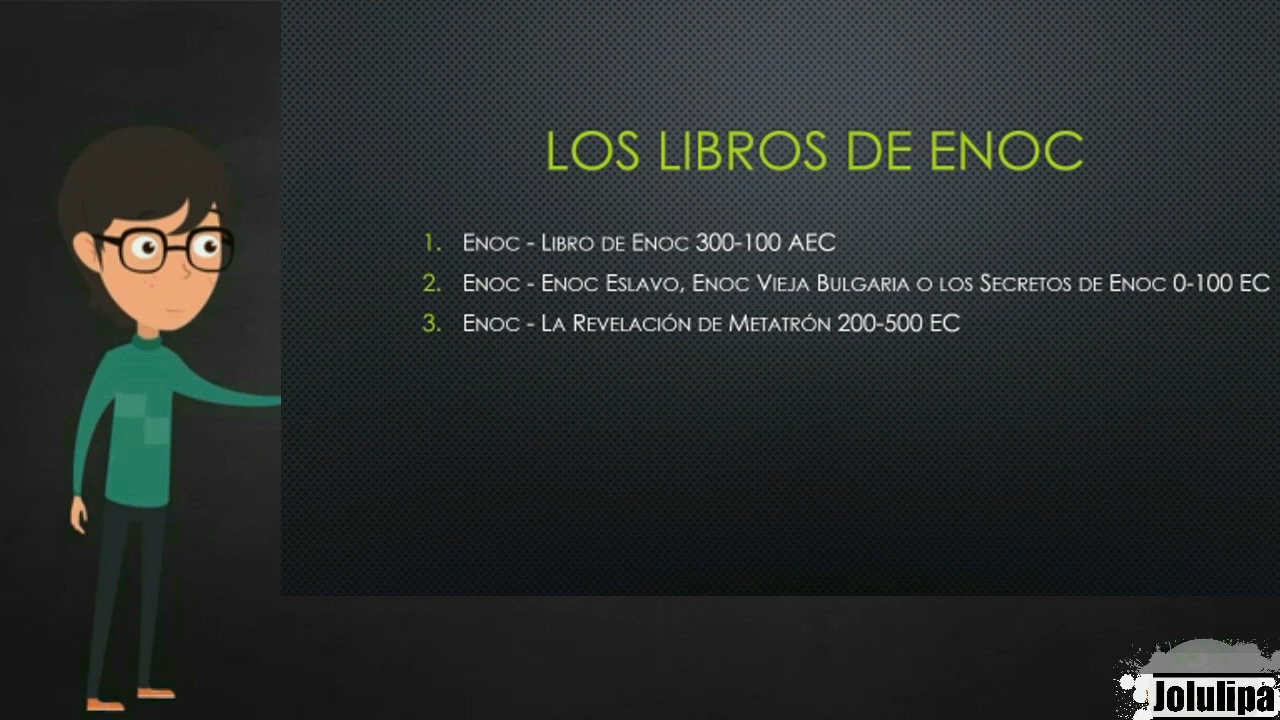 LOS LIBROS DE ENOC
1. ENOC - LIBRO DE ENOC 300-100 AEC
2. ENOC - ENOC ESLAVO, ENOC VIEJA BULGARIA O LOS SECRETOS DE ENOC 0-100 EC
3. ENOC - LA REVELACIÓN DE METATRÓN 200-500 EC
Jolulipa